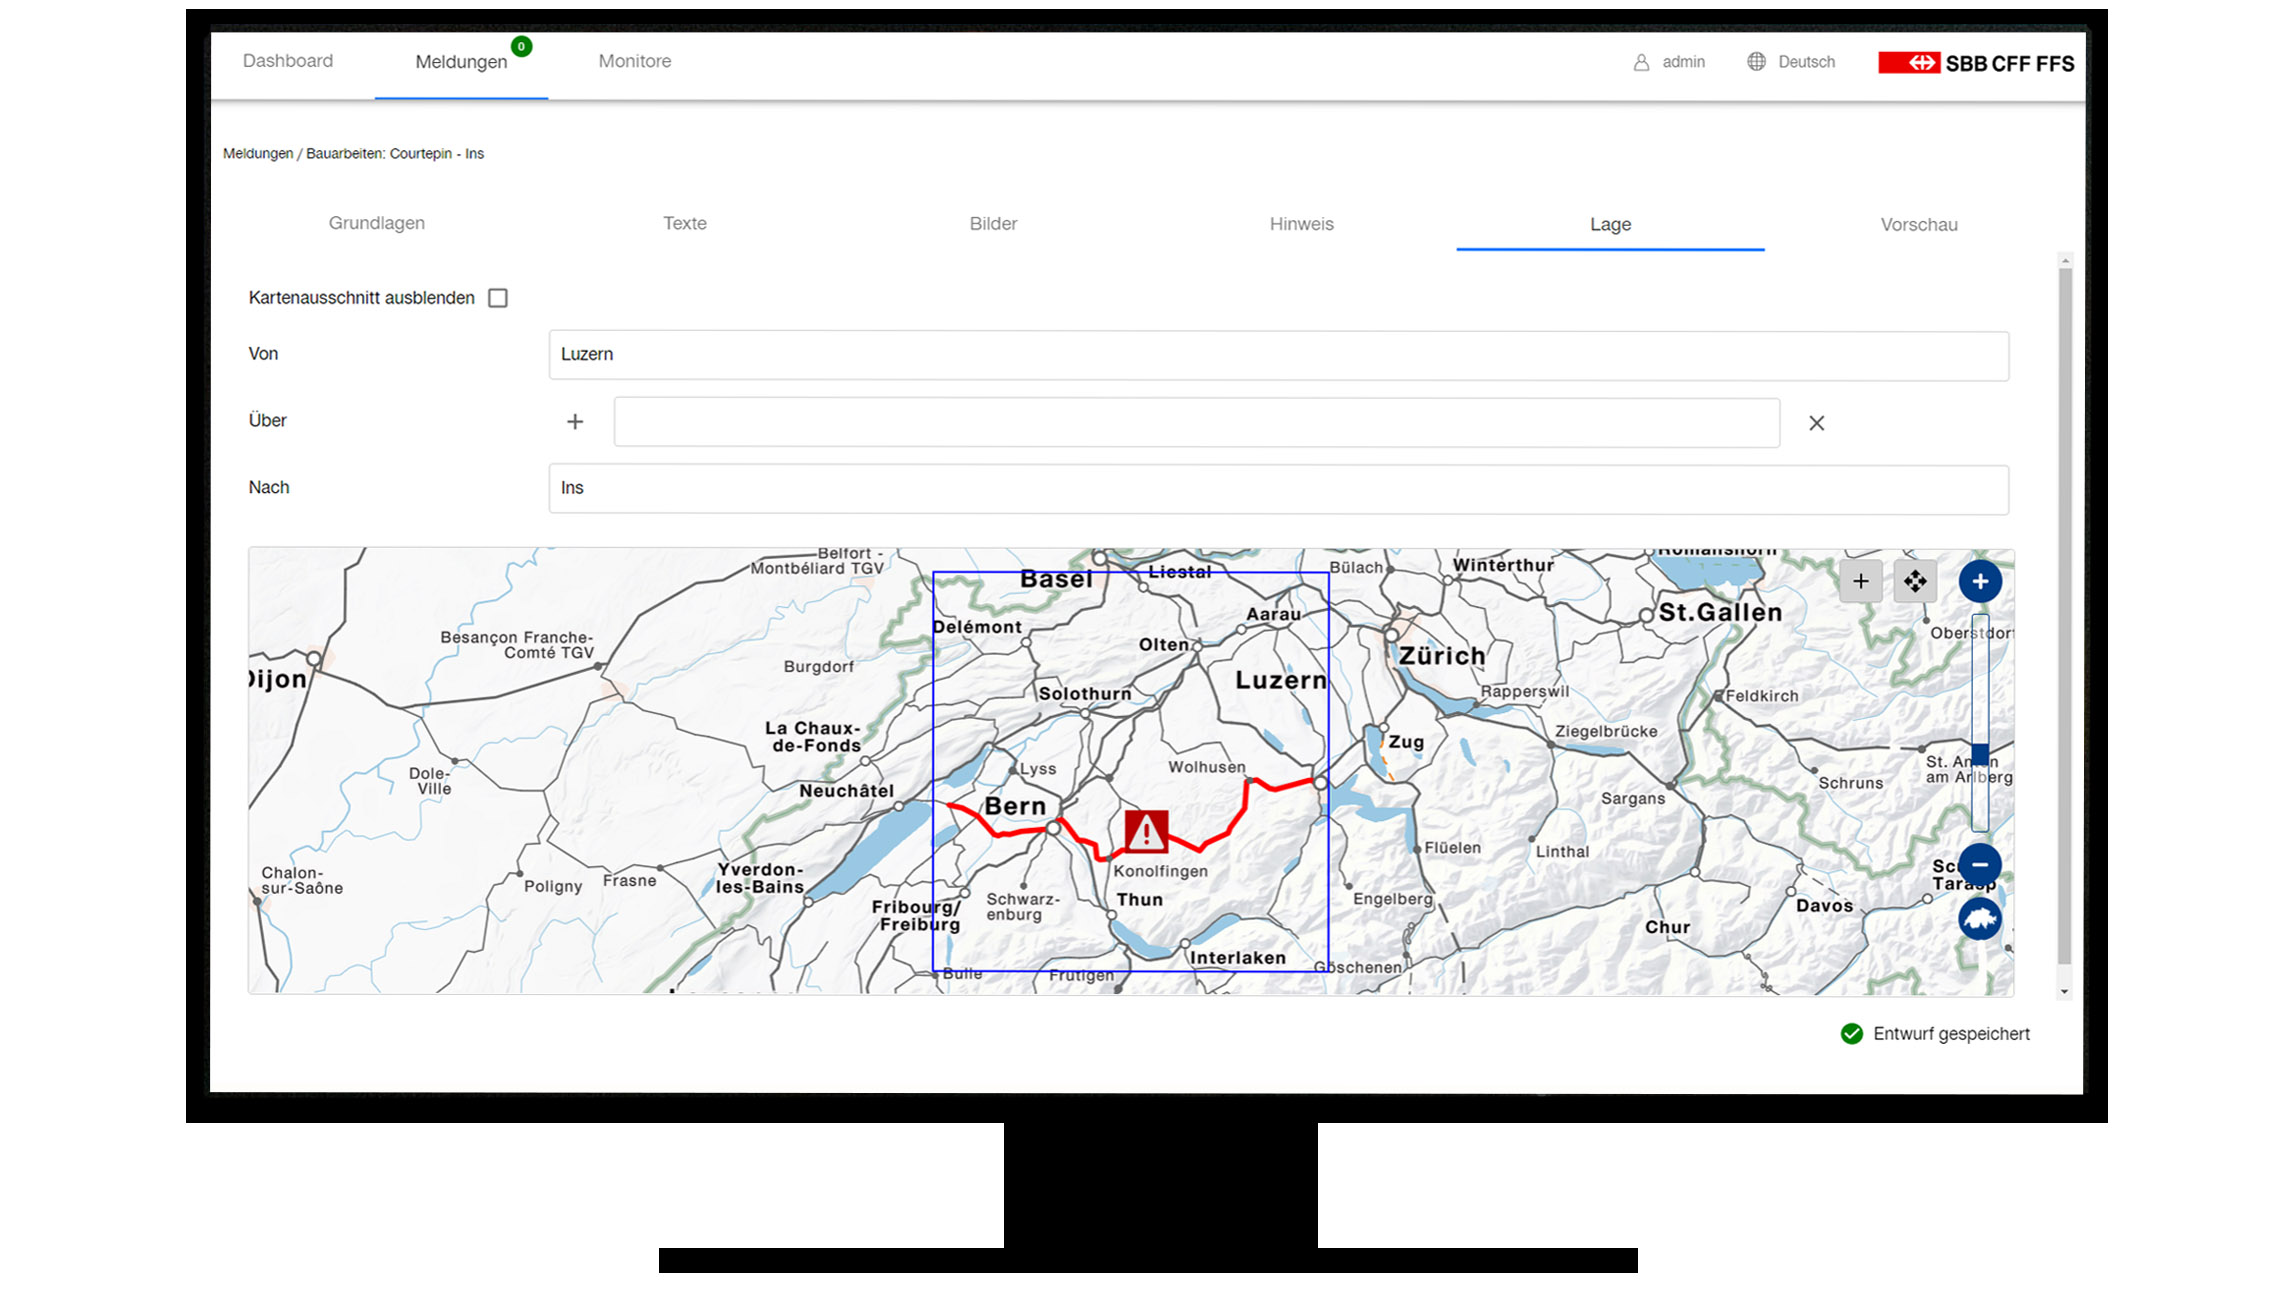 Dashboard
Meldungen
0
Monitore
admin
Deutsch
SBB CFF FFS
Meldungen / Bauarbeiten: Courtepin - Ins
Grundlagen
Texte
Bilder
Hinweis
Lage
Vorschau
Kartenausschnitt ausblenden
Von
Luzern
Über
Nach
Ins
Belfort -
Montbéliard TGV
Basel
Liestal
Bülach
Winterthur
Romanshorn
St.Gallen
Oberstdorf
Besançon Franche-
Comté TGV
Delémont
Aarau
Olten
Zürich
Burgdorf
Dijon
Luzern
Solothurn
Rapperswil
Feldkirch
La Chaux-
de-Fonds
Ziegelbrücke
Zug
Lyss
Wolhusen
St. Anton
am Arlberg
Dole-
Ville
Schruns
Neuchâtel
Bern
Sargans
Flüelen
Linthal
Konolfingen
Chalon-
sur-Saône
Poligny
Frasne
Yverdon-
les-Bains
Schwarz-
enburg
Thun
Engelberg
Tarasp
Davos
Fribourg/
Freiburg
Chur
Interlaken
Göschenen
Bulle
Frutigen
Entwurf gespeichert